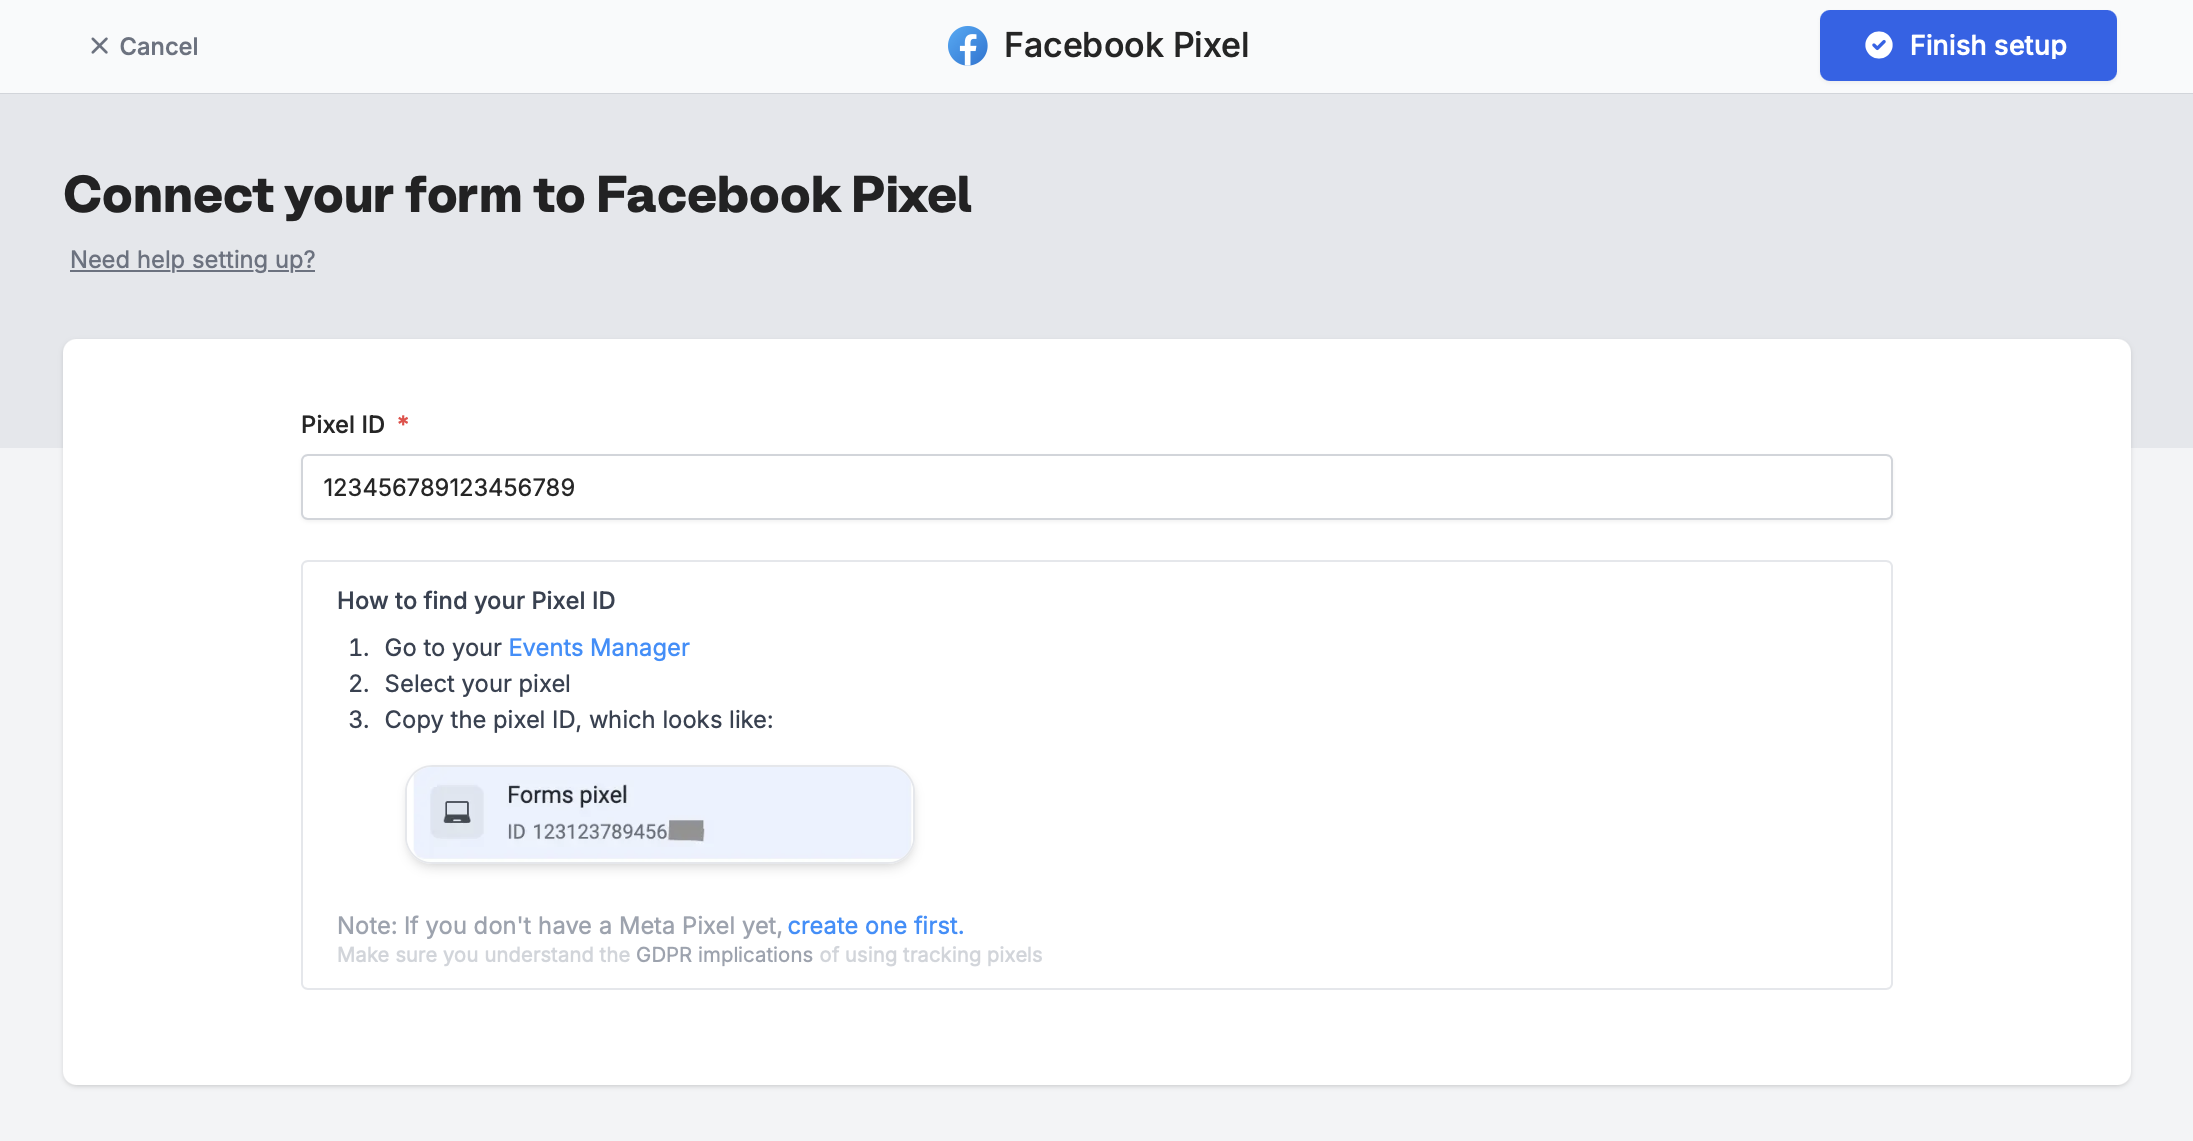 Cancel
Facebook Pixel
Finish setup
Connect your form to Facebook Pixel
Need help setting up?
Pixel ID *
123456789123456789
How to find your Pixel ID
1. Go to your Events Manager
2. Select your pixel
3. Copy the pixel ID, which looks like:
Forms pixel
ID 123123789456
Note: If you don't have a Meta Pixel yet, create one first.
Make sure you understand the GDPR implications of using tracking pixels